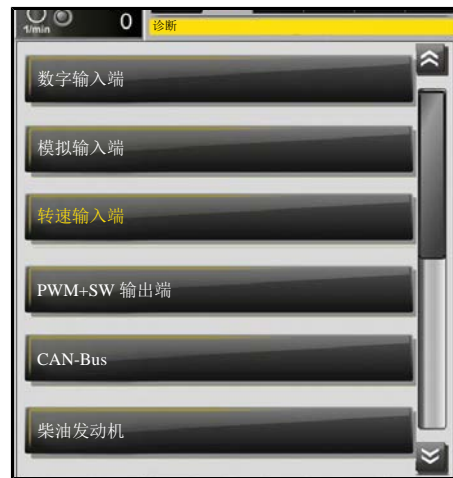 1/min 0 诊断
数字输入端
模拟输入端
转速输入端
PWM+SW 输出端
CAN-Bus
柴油发动机